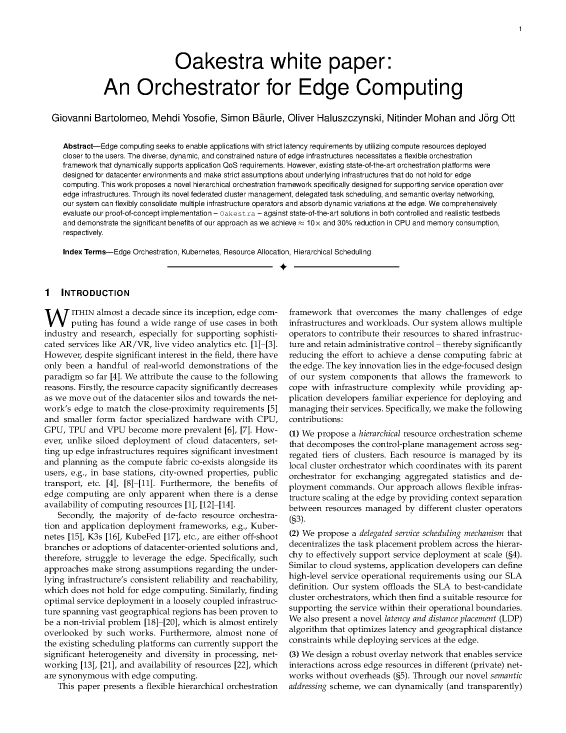 1
Oakestra white paper:
An Orchestrator for Edge Computing
Giovanni Bartolomeo, Mehdi Yosofie, Simon Bäurle, Oliver Haluszczynski, Nitinder Mohan and Jörg Ott
Abstract—Edge computing seeks to enable applications with strict latency requirements by utilizing compute resources deployed
closer to the users. The diverse, dynamic, and constrained nature of edge infrastructures necessitates a flexible orchestration
framework that dynamically supports application QoS requirements. However, existing state-of-the-art orchestration platforms were
designed for datacenter environments and make strict assumptions about underlying infrastructures that do not hold for edge
computing. This work proposes a novel hierarchical orchestration framework specifically designed for supporting service operation over
edge infrastructures. Through its novel federated cluster management, delegated task scheduling, and semantic overlay networking,
our system can flexibly consolidate multiple infrastructure operators and absorb dynamic variations at the edge. We comprehensively
evaluate our proof-of-concept implementation – Oakestra – against state-of-the-art solutions in both controlled and realistic testbeds
and demonstrate the significant benefits of our approach as we achieve ≈ 10× and 30% reduction in CPU and memory consumption,
respectively.
Index Terms—Edge Orchestration, Kubernetes, Resource Allocation, Hierarchical Scheduling
1 INTRODUCTION
WITHIN almost a decade since its inception, edge com-
puting has found a wide range of use cases in both
industry and research, especially for supporting sophisti-
cated services like AR/VR, live video analytics etc. [1]–[3].
However, despite significant interest in the field, there have
only been a handful of real-world demonstrations of the
paradigm so far [4]. We attribute the cause to the following
reasons. Firstly, the resource capacity significantly decreases
as we move out of the datacenter silos and towards the net-
work's edge to match the close-proximity requirements [5]
and smaller form factor specialized hardware with CPU,
GPU, TPU and VPU become more prevalent [6], [7]. How-
ever, unlike siloed deployment of cloud datacenters, set-
ting up edge infrastructures requires significant investment
and planning as the compute fabric co-exists alongside its
users, e.g., in base stations, city-owned properties, public
transport, etc. [4], [8]–[11]. Furthermore, the benefits of
edge computing are only apparent when there is a dense
availability of computing resources [1], [12]–[14].
Secondly, the majority of de-facto resource orchestra-
tion and application deployment frameworks, e.g., Kuber-
netes [15], K3s [16], KubeFed [17], etc., are either off-shoot
branches or adoptions of datacenter-oriented solutions and,
therefore, struggle to leverage the edge. Specifically, such
approaches make strong assumptions regarding the under-
lying infrastructure's consistent reliability and reachability,
which does not hold for edge computing. Similarly, finding
optimal service deployment in a loosely coupled infrastruc-
ture spanning vast geographical regions has been proven to
be a non-trivial problem [18]–[20], which is almost entirely
overlooked by such works. Furthermore, almost none of
the existing scheduling platforms can currently support the
significant heterogeneity and diversity in processing, net-
working [13], [21], and availability of resources [22], which
are synonymous with edge computing.
This paper presents a flexible hierarchical orchestration
framework that overcomes the many challenges of edge
infrastructures and workloads. Our system allows multiple
operators to contribute their resources to shared infrastruc-
ture and retain administrative control – thereby significantly
reducing the effort to achieve a dense computing fabric at
the edge. The key innovation lies in the edge-focused design
of our system components that allows the framework to
cope with infrastructure complexity while providing ap-
plication developers familiar experience for deploying and
managing their services. Specifically, we make the following
contributions:
(1) We propose a hierarchical resource orchestration scheme
that decomposes the control-plane management across seg-
regated tiers of clusters. Each resource is managed by its
local cluster orchestrator which coordinates with its parent
orchestrator for exchanging aggregated statistics and de-
ployment commands. Our approach allows flexible infras-
tructure scaling at the edge by providing context separation
between resources managed by different cluster operators
(§3).
(2) We propose a delegated service scheduling mechanism that
decentralizes the task placement problem across the hierar-
chy to effectively support service deployment at scale (§4).
Similar to cloud systems, application developers can define
high-level service operational requirements using our SLA
definition. Our system offloads the SLA to best-candidate
cluster orchestrators, which then find a suitable resource for
supporting the service within their operational boundaries.
We also present a novel latency and distance placement (LDP)
algorithm that optimizes latency and geographical distance
constraints while deploying services at the edge.
(3) We design a robust overlay network that enables service
interactions across edge resources in different (private) net-
works without overheads (§5). Through our novel semantic
addressing scheme, we can dynamically (and transparently)